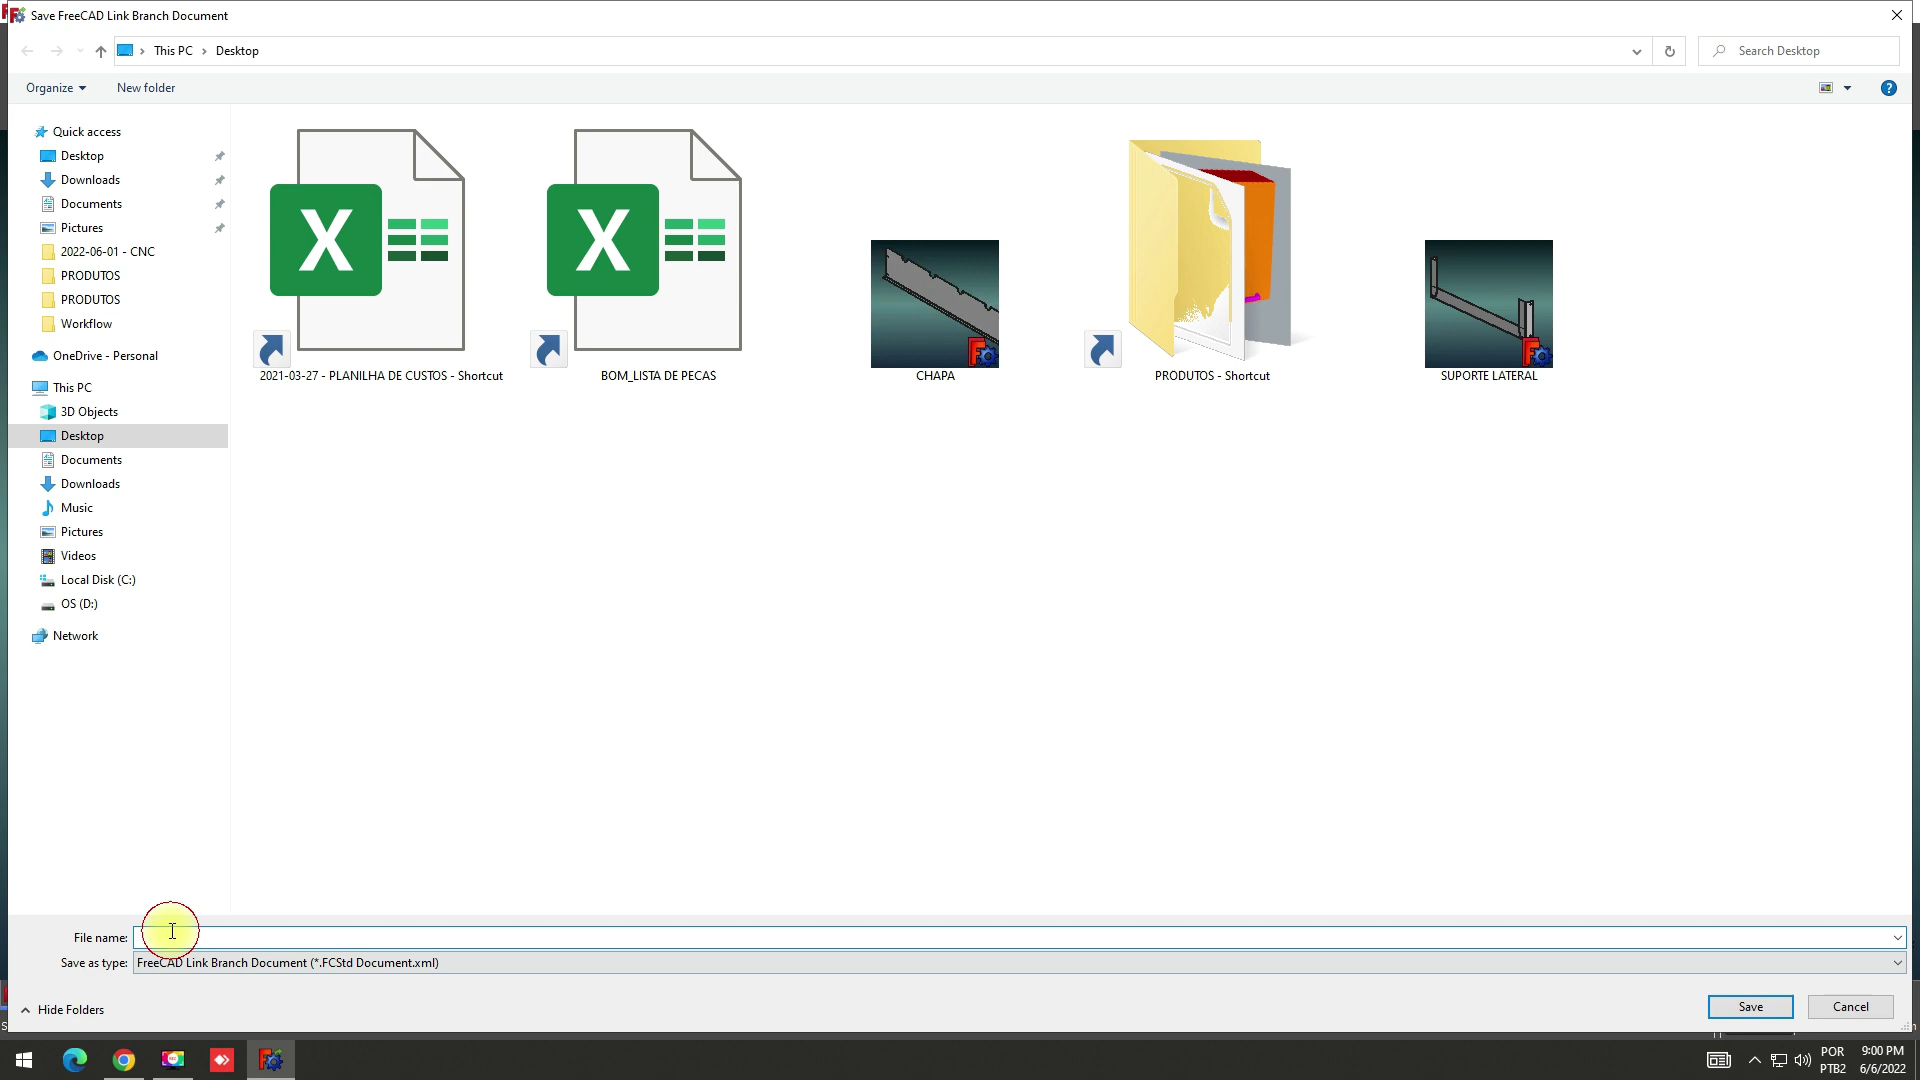 Save FreeCAD Link Branch Document
This PC
Desktop
Search Desktop
Organize
New folder
Quick access
Desktop
Downloads
Documents
Pictures
2022-06-01 - CNC
PRODUTOS
PRODUTOS
Workflow
OneDrive - Personal
This PC
3D Objects
Desktop
Documents
Downloads
Music
Pictures
Videos
Local Disk (C:)
OS (D:)
Network
X
X
2021-03-27 - PLANILHA DE CUSTOS - Shortcut
BOM_LISTA DE PECAS
CHAPA
PRODUTOS - Shortcut
SUPORTE LATERAL
File name:
Save as type:
FreeCAD Link Branch Document (*.FCStd Document.xml)
Hide Folders
Save
Cancel
POR
PTB2
9:00 PM
6/6/2022